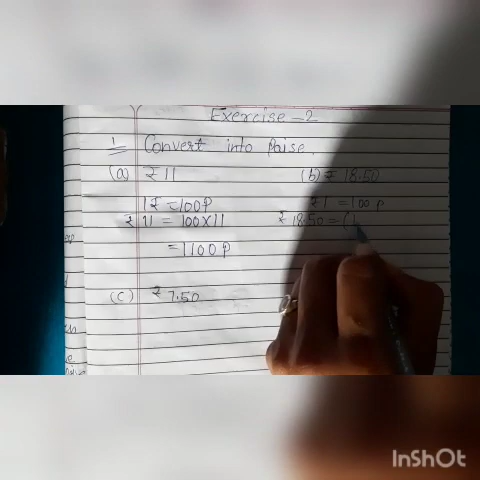 Exercise - 2
1 Convert into Paise.
(a) ₹ 11
(b) ₹ 18.50
1₹ = 100P
₹ 11 = 100×11
= 1100 P
₹ 1 = 100 P
₹ 18.50 = (1
(c) ₹ 7.50
InShOt